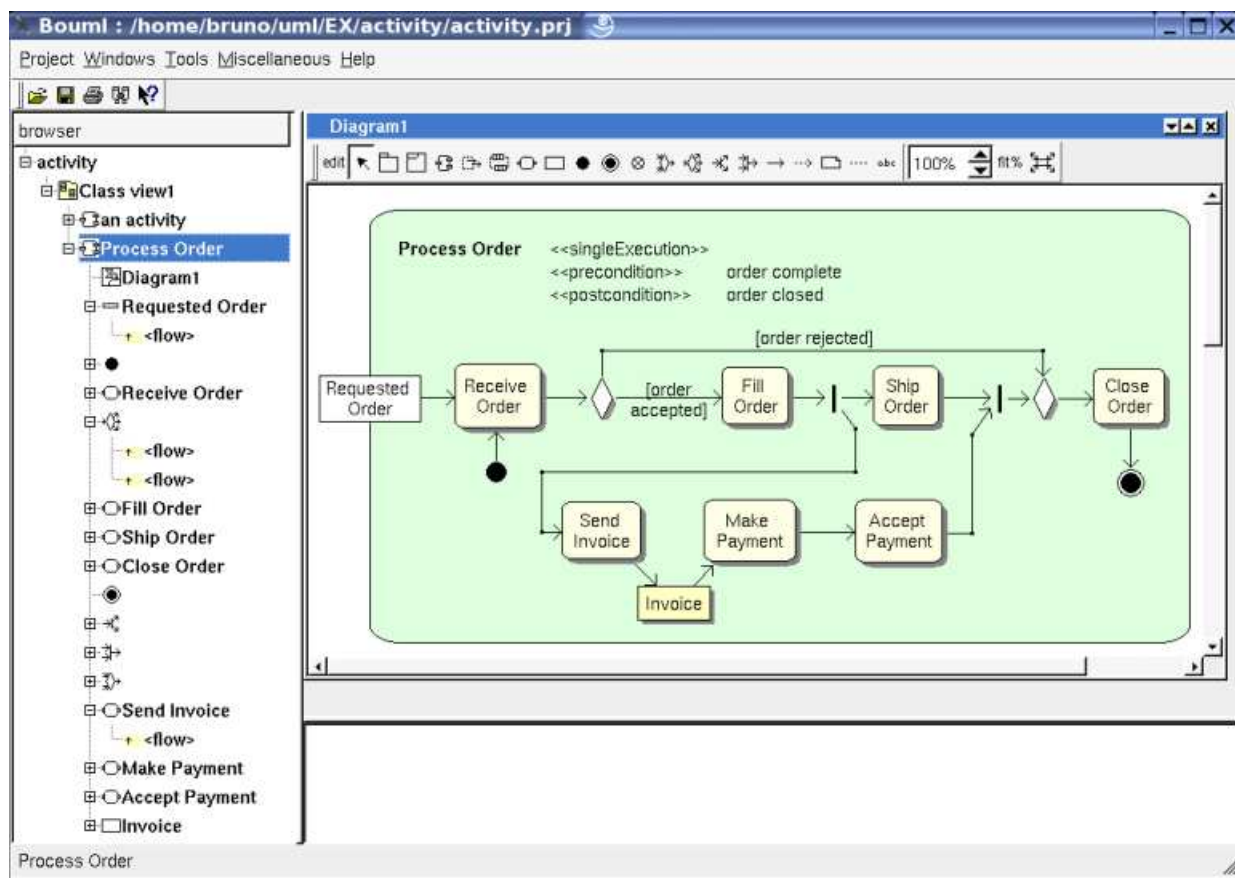 Bouml : /home/bruno/uml/EX/activity/activity.prj
Project Windows Tools Miscellaneous Help
browser
activity
Class view1
an activity
Process Order
Diagram1
Requested Order
<flow>
Receive Order
<flow>
<flow>
Fill Order
Ship Order
Close Order
Send Invoice
<flow>
Make Payment
Accept Payment
Invoice
Diagram1
edit
abc
100%
fit%
Process Order <<singleExecution>>
<<precondition>> order complete
<<postcondition>> order closed
[order rejected]
Requested
Order
Receive
Order
[order
accepted]
Fill
Order
Ship
Order
Close
Order
Send
Invoice
Make
Payment
Accept
Payment
Invoice
Process Order